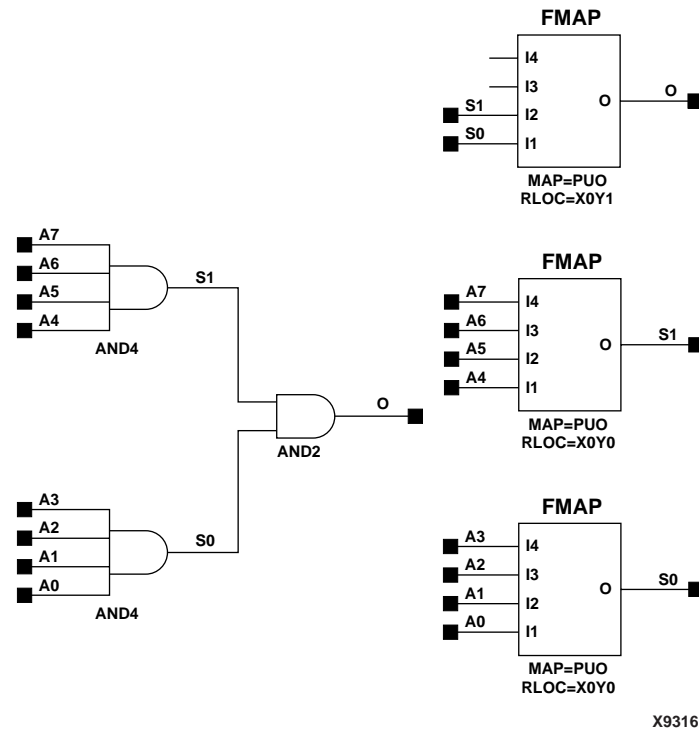 FMAP
I4
I3
S1 I2 O O
S0 I1
MAP=PUO
RLOC=X0Y1
A7
A6 S1
A5
A4
AND4
O
AND2
A3
A2
A1 S0
A0
AND4
FMAP
A7 I4
A6 I3
A5 I2 O S1
A4 I1
MAP=PUO
RLOC=X0Y0
FMAP
A3 I4
A2 I3
A1 I2 O S0
A0 I1
MAP=PUO
RLOC=X0Y0
X9316